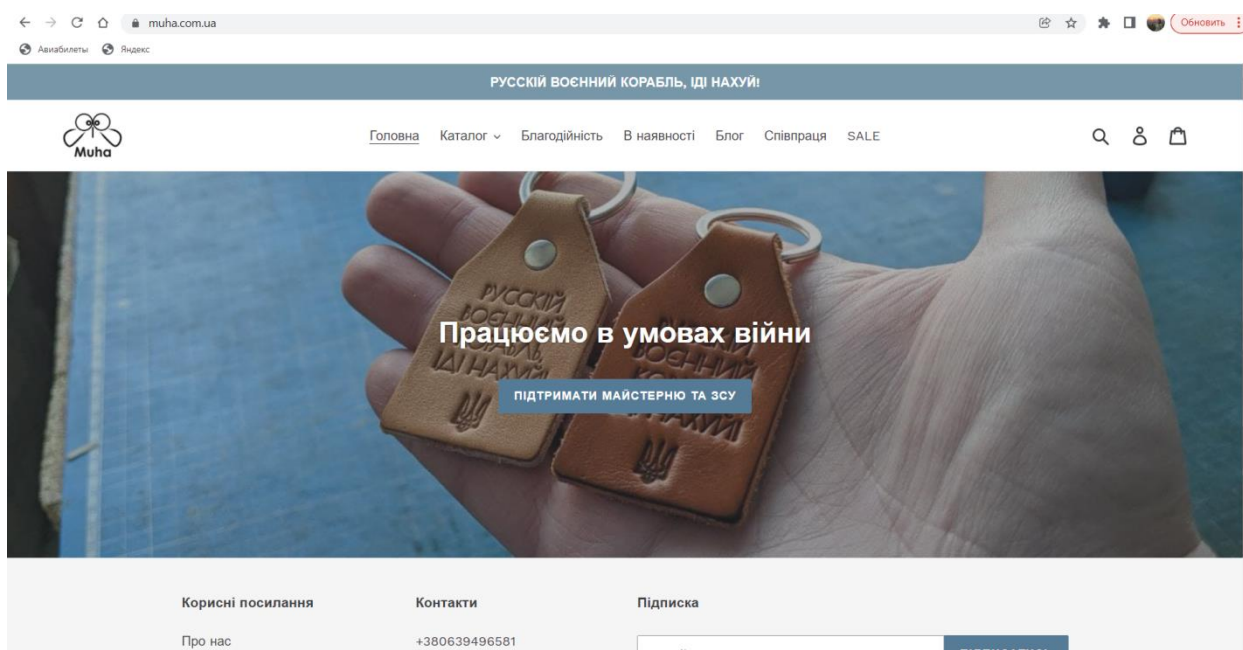 muha.com.ua
Обновить
Авиабилеты Яндекс
РУССКІЙ ВОЄННИЙ КОРАБЛЬ, ІДІ НАХУЙ!
Muha
Головна Каталог Благодійність В наявності Блог Співпраця SALE
РУССКІЙ
ВОЄННИЙ
ІДІ НАХУЙ!
Працюємо в умовах війни
ПІДТРИМАТИ МАЙСТЕРНЮ ТА ЗСУ
Корисні посилання Контакти Підписка
Про нас +380639496581